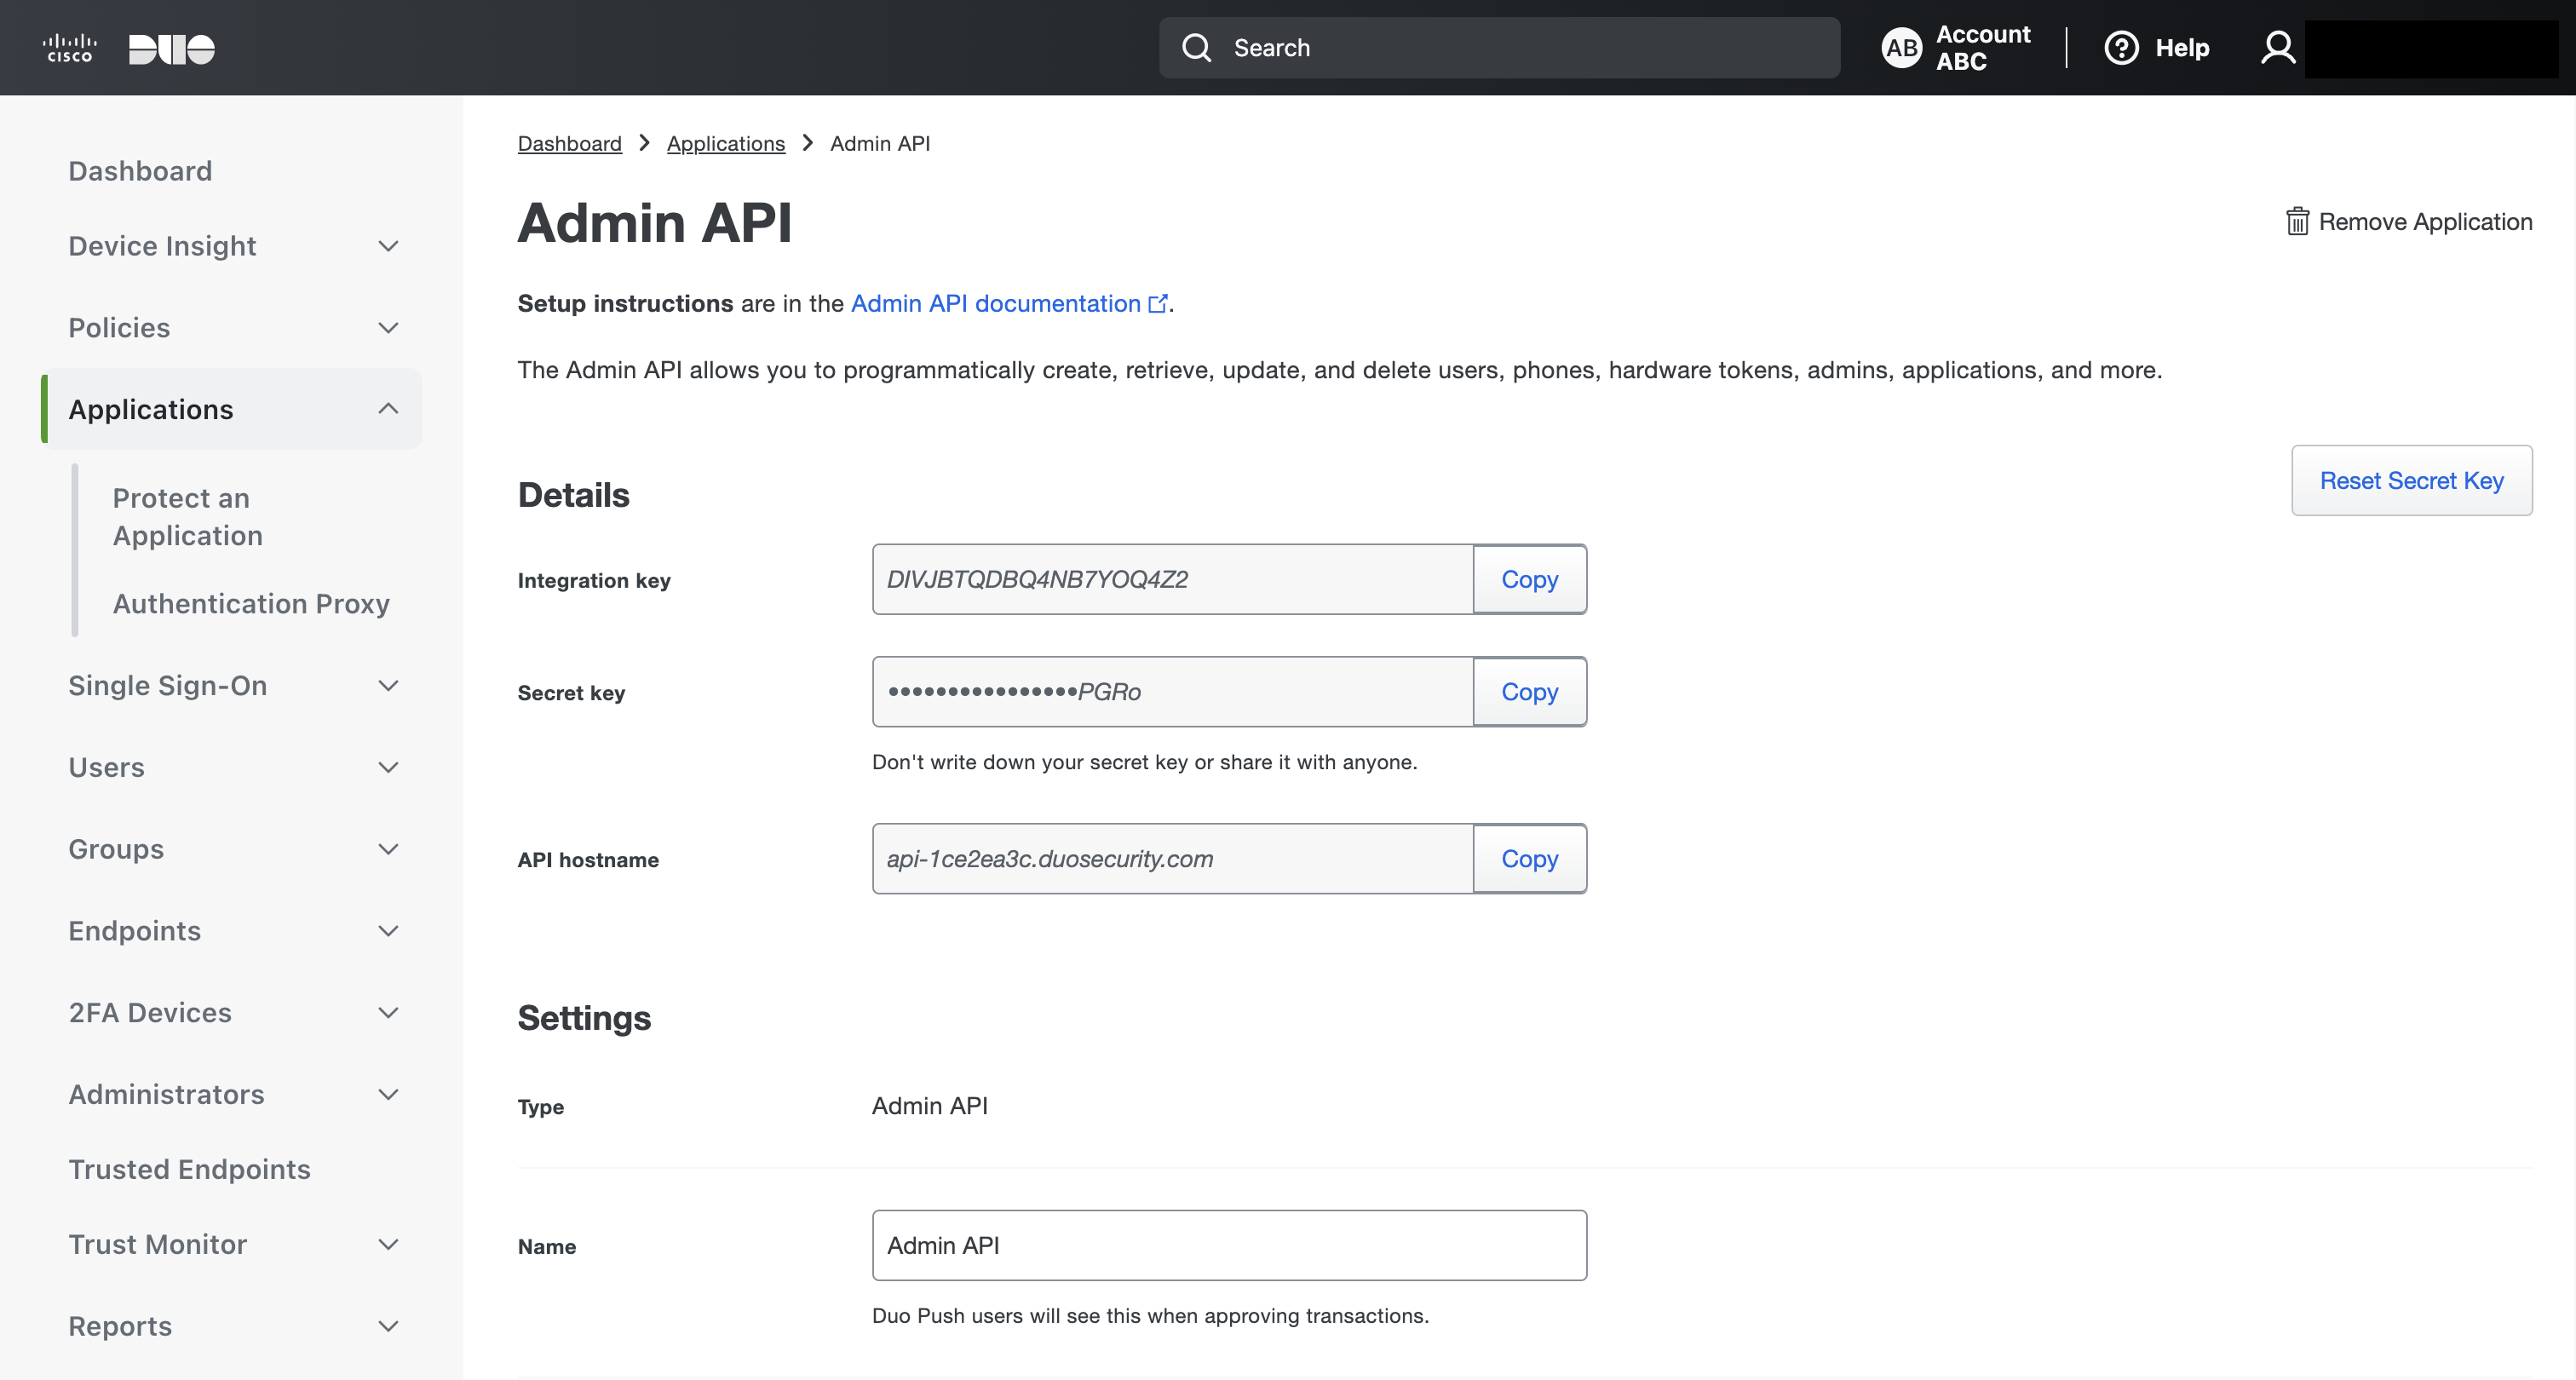 CISCO DUO
Search
AB Account
ABC
Help
Dashboard
Device Insight
Policies
Applications
Protect an
Application
Authentication Proxy
Single Sign-On
Users
Groups
Endpoints
2FA Devices
Administrators
Trusted Endpoints
Trust Monitor
Reports
Dashboard > Applications > Admin API
Admin API
Remove Application
Setup instructions are in the Admin API documentation.
The Admin API allows you to programmatically create, retrieve, update, and delete users, phones, hardware tokens, admins, applications, and more.
Details
Reset Secret Key
Integration key DIVJBTQDBQ4NB7YOQ4Z2 Copy
Secret key ••••••••••••••••PGRo Copy
Don't write down your secret key or share it with anyone.
API hostname api-1ce2ea3c.duosecurity.com Copy
Settings
Type Admin API
Name Admin API
Duo Push users will see this when approving transactions.